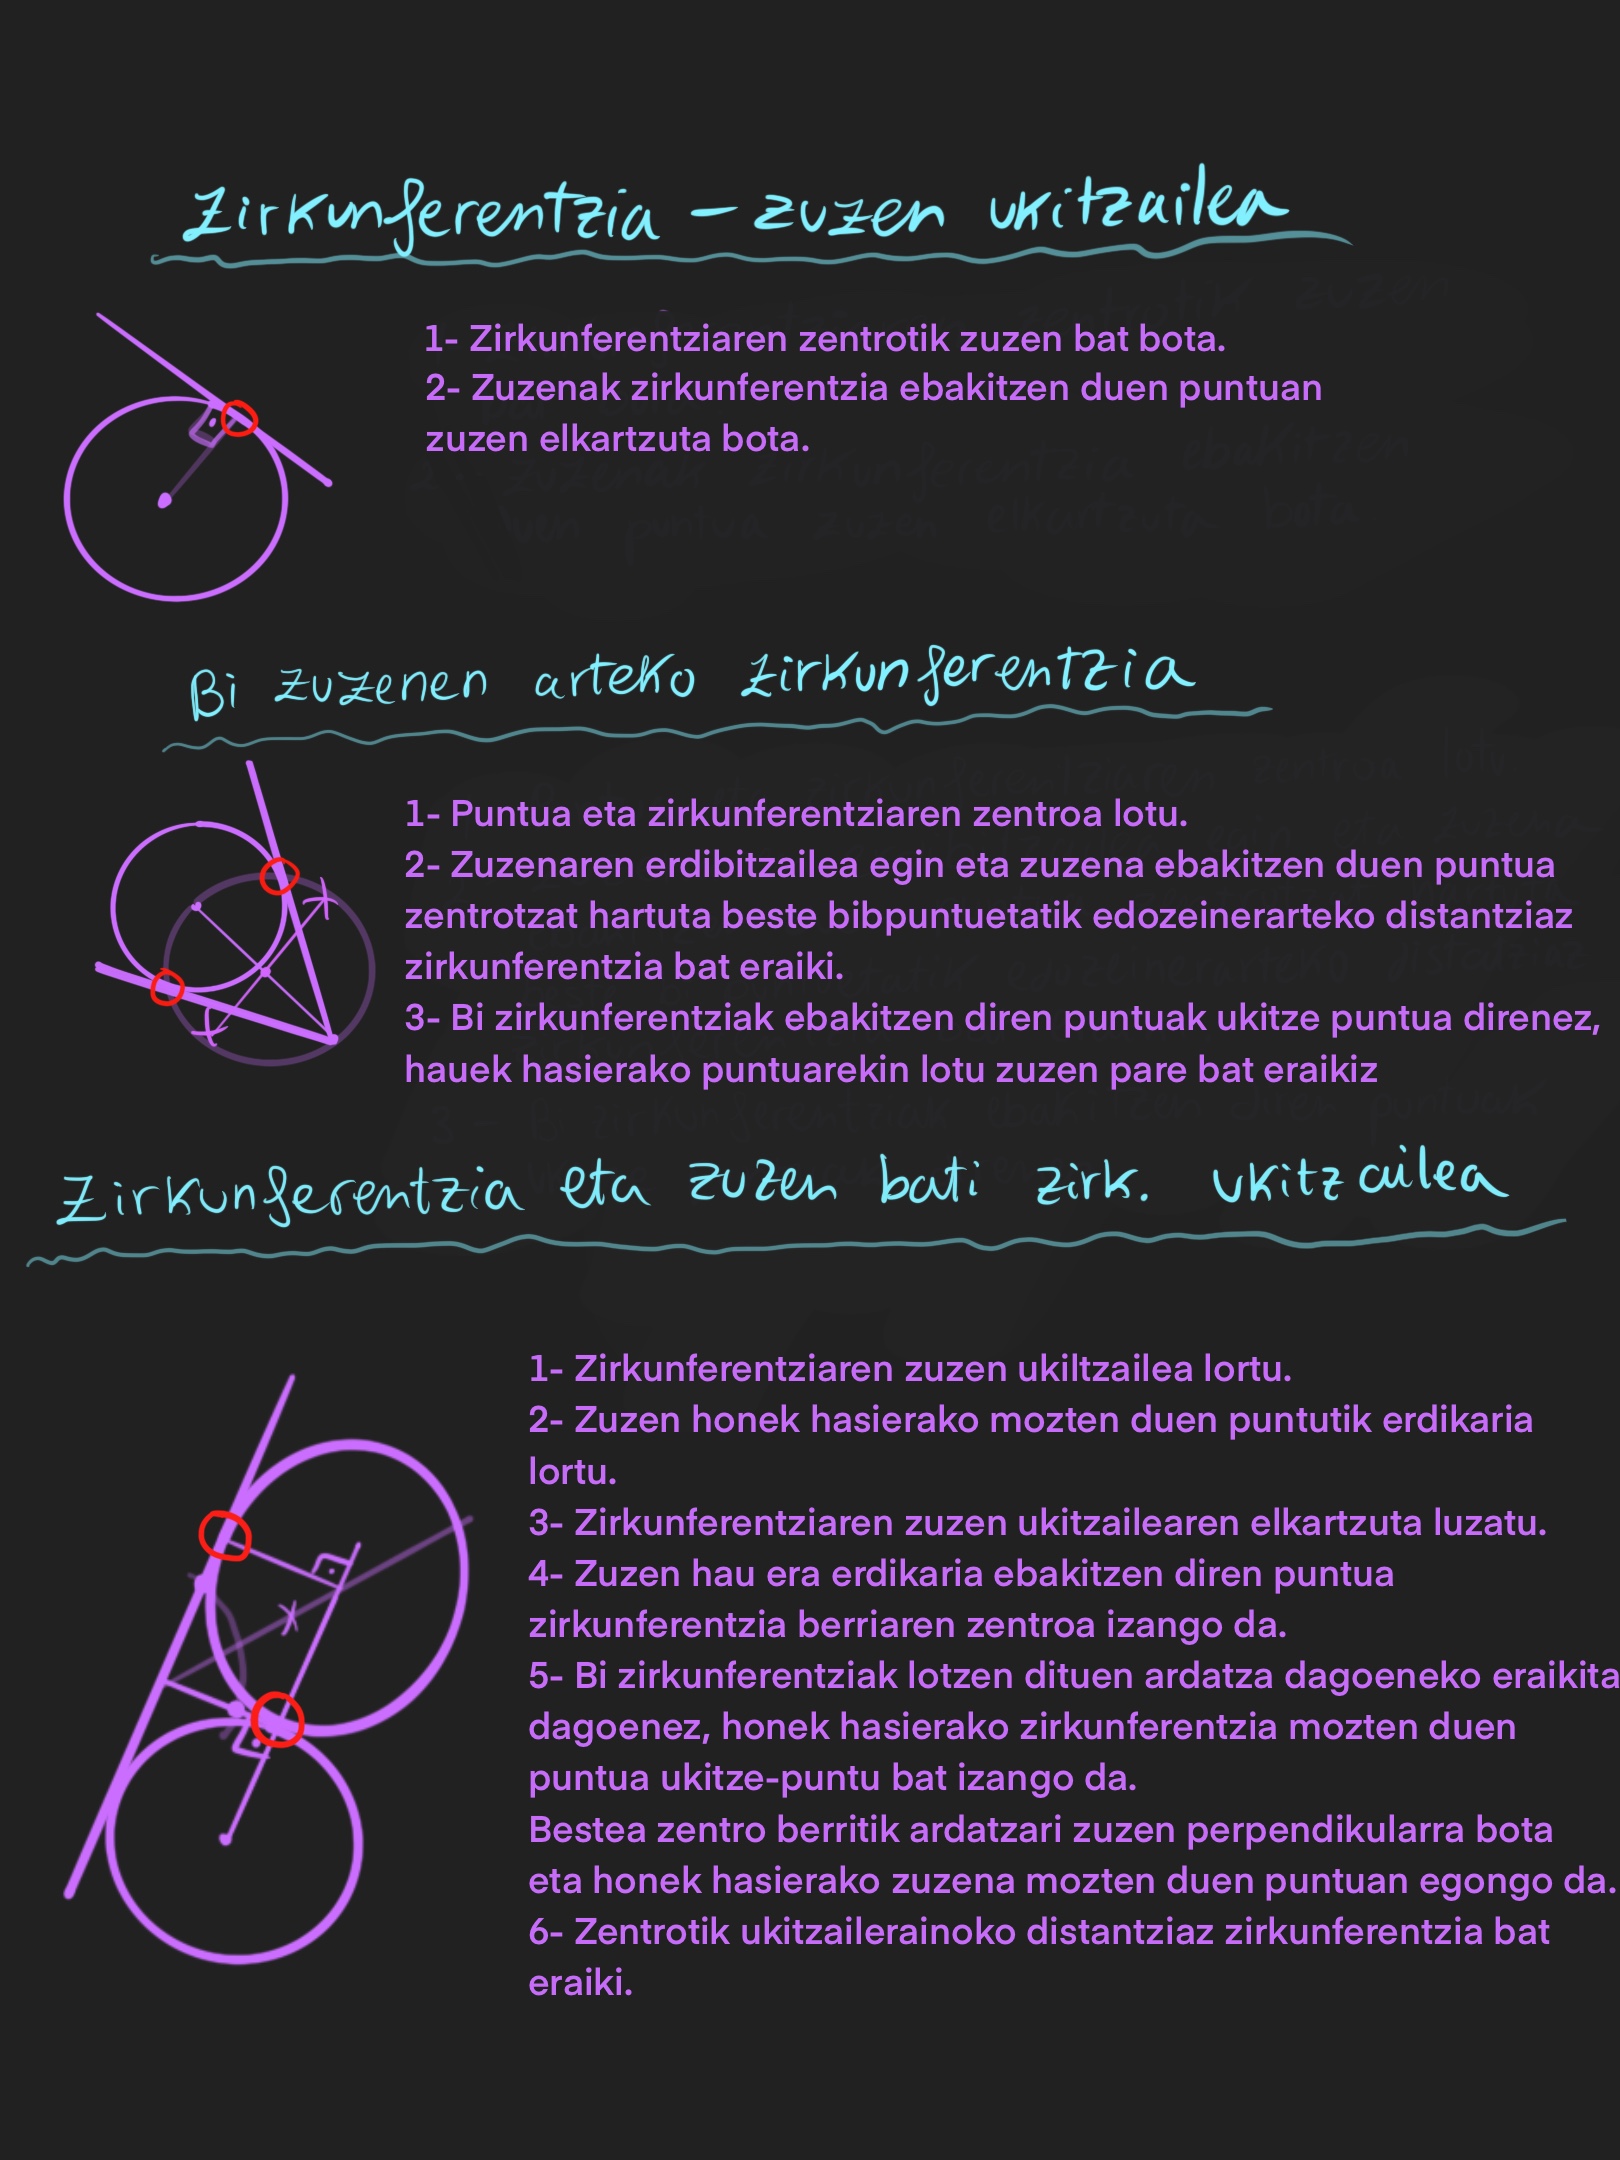 Zirkunferentzia - zuzen ukitzailea
1- Zirkunferentziaren zentrotik zuzen bat bota.
2- Zuzenak zirkunferentzia ebakitzen duen puntuan
zuzen elkartzuta bota.
Bi zuzenen arteko zirkunferentzia
1- Puntua eta zirkunferentziaren zentroa lotu.
2- Zuzenaren erdibitzailea egin eta zuzena ebakitzen duen puntua
zentrotzat hartuta beste bibpuntuetatik edozeinerarteko distantziaz
zirkunferentzia bat eraiki.
3- Bi zirkunferentziak ebakitzen diren puntuak ukitze puntua direnez,
hauek hasierako puntuarekin lotu zuzen pare bat eraikiz
Zirkunferentzia eta zuzen bati zirk. ukitzailea
1- Zirkunferentziaren zuzen ukiltzailea lortu.
2- Zuzen honek hasierako mozten duen puntutik erdikaria
lortu.
3- Zirkunferentziaren zuzen ukitzailearen elkartzuta luzatu.
4- Zuzen hau era erdikaria ebakitzen diren puntua
zirkunferentzia berriaren zentroa izango da.
5- Bi zirkunferentziak lotzen dituen ardatza dagoeneko eraikita
dagoenez, honek hasierako zirkunferentzia mozten duen
puntua ukitze-puntu bat izango da.
Bestea zentro berritik ardatzari zuzen perpendikularra bota
eta honek hasierako zuzena mozten duen puntuan egongo da.
6- Zentrotik ukitzailerainoko distantziaz zirkunferentzia bat
eraiki.